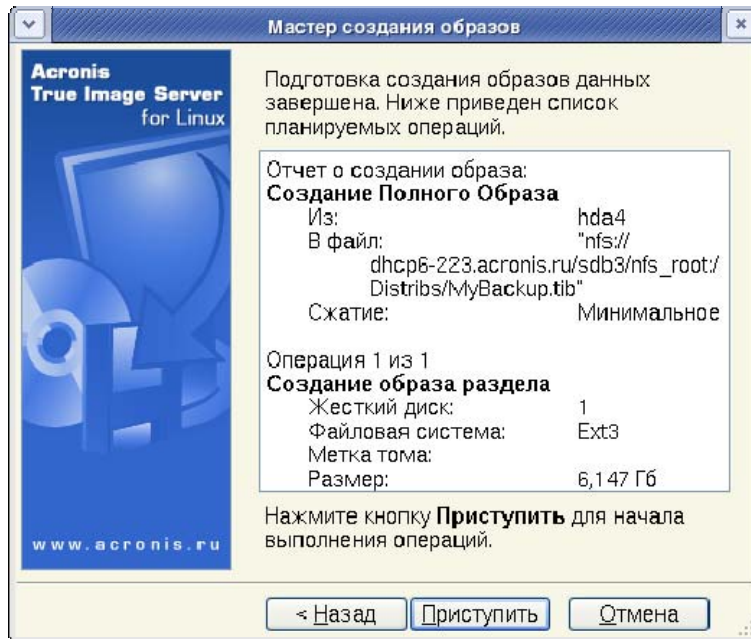 Мастер создания образов
Acronis
True Image Server
for Linux
Подготовка создания образов данных
завершена. Ниже приведен список
планируемых операций.
Отчет о создании образа:
Создание Полного Образа
Из: hda4
В файл: "nfs://
dhcp6-223.acronis.ru/sdb3/nfs_root:/
Distribs/MyBackup.tib"
Сжатие: Минимальное
Операция 1 из 1
Создание образа раздела
Жесткий диск: 1
Файловая система: Ext3
Метка тома:
Размер: 6,147 Гб
Нажмите кнопку Приступить для начала
выполнения операций.
www.acronis.ru
< Назад Приступить Отмена